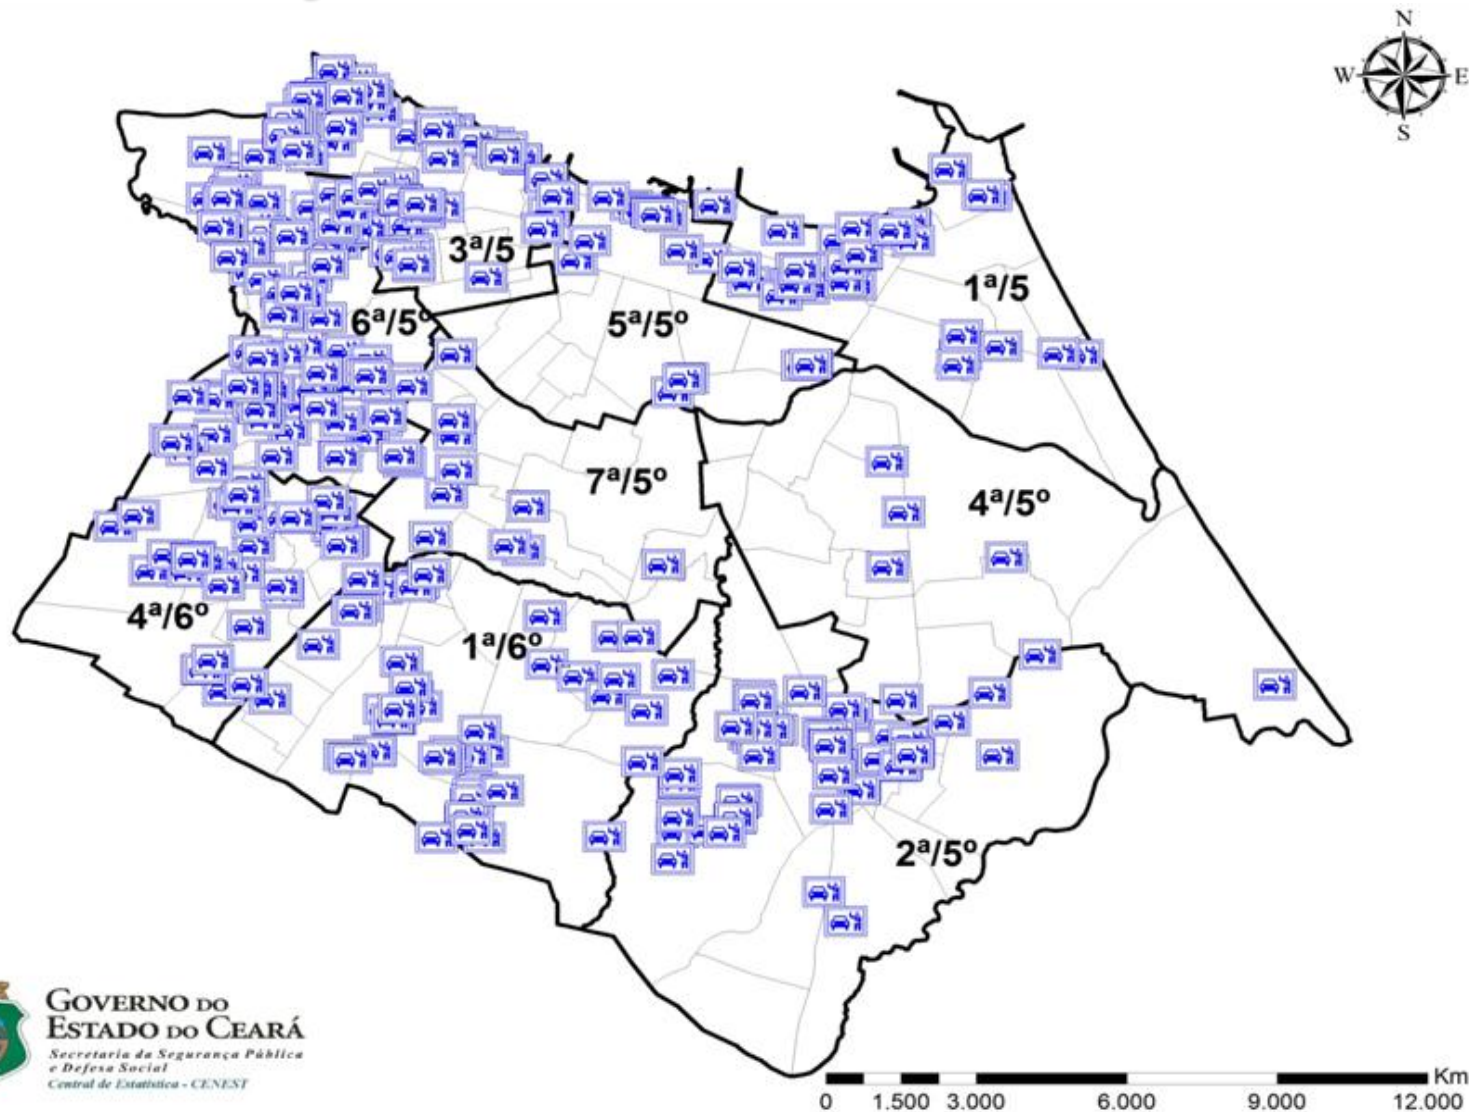 N
W E
S
3ª/5
1ª/5
6ª/5º
5ª/5º
7ª/5º
4ª/5º
4ª/6º
1ª/6º
2ª/5º
GOVERNO DO
ESTADO DO CEARÁ
Secretaria da Segurança Pública
e Defesa Social
Central de Estatística - CENEST
Km
0 1.500 3.000 6.000 9.000 12.000